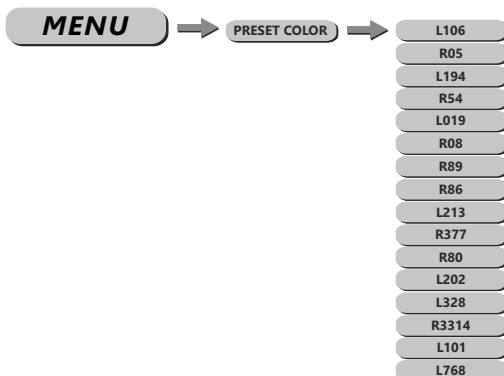 MENU
PRESET COLOR
L106
R05
L194
R54
L019
R08
R89
R86
L213
R377
R80
L202
L328
R3314
L101
L768